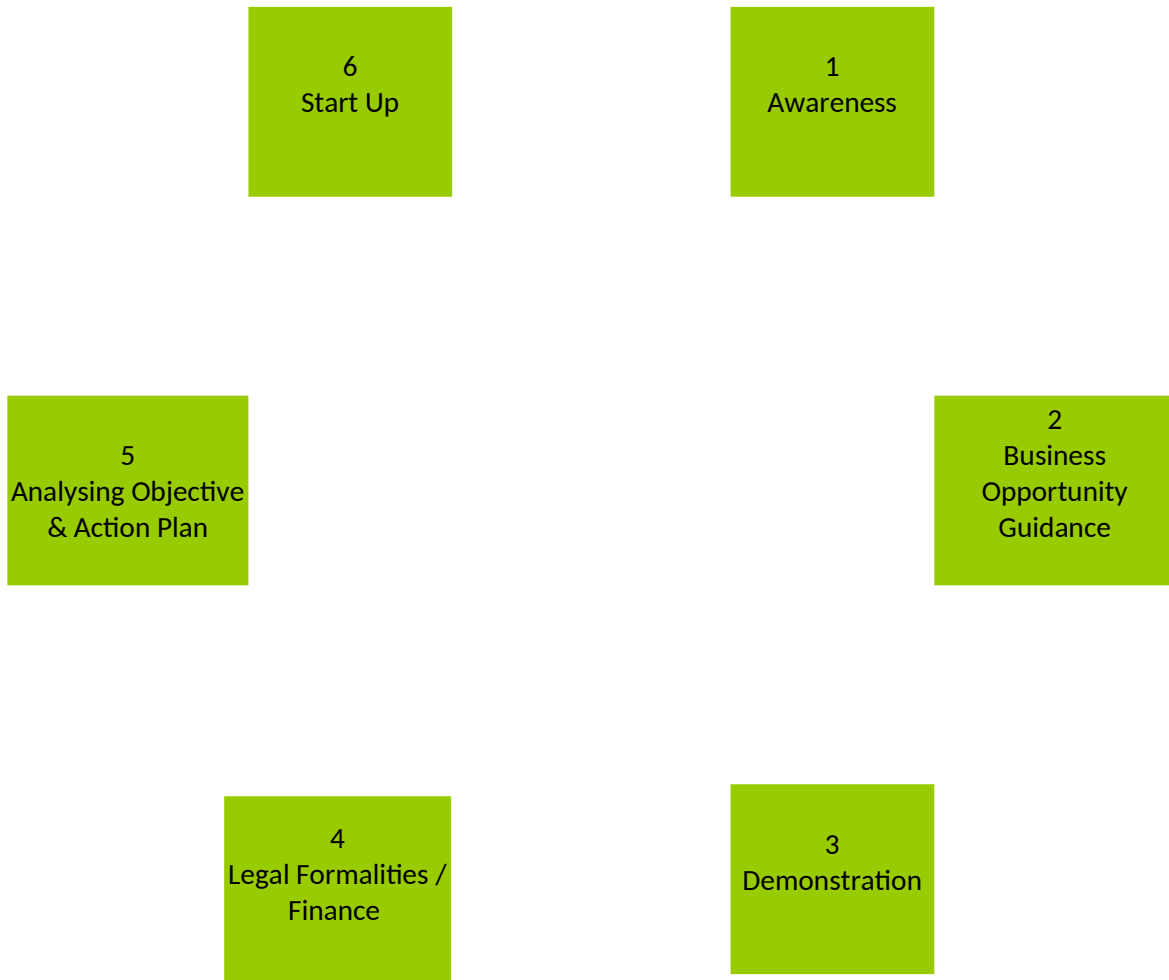 6
Start Up
1
Awareness
5
Analysing Objective
& Action Plan
2
Business
Opportunity
Guidance
4
Legal Formalities /
Finance
3
Demonstration